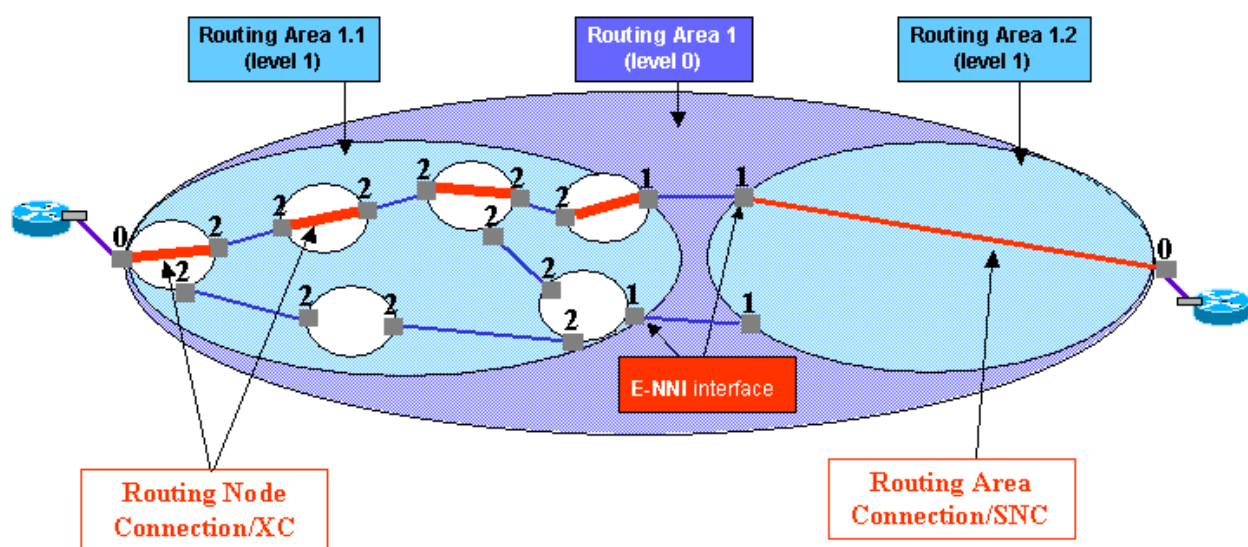 Routing Area 1.1
(level 1)
Routing Area 1
(level 0)
Routing Area 1.2
(level 1)
2
2
2
2
2
1
1
2
2
0
2
2
0
2
2
2
2
1
1
2
E-NNI interface
Routing Node
Connection/XC
Routing Area
Connection/SNC